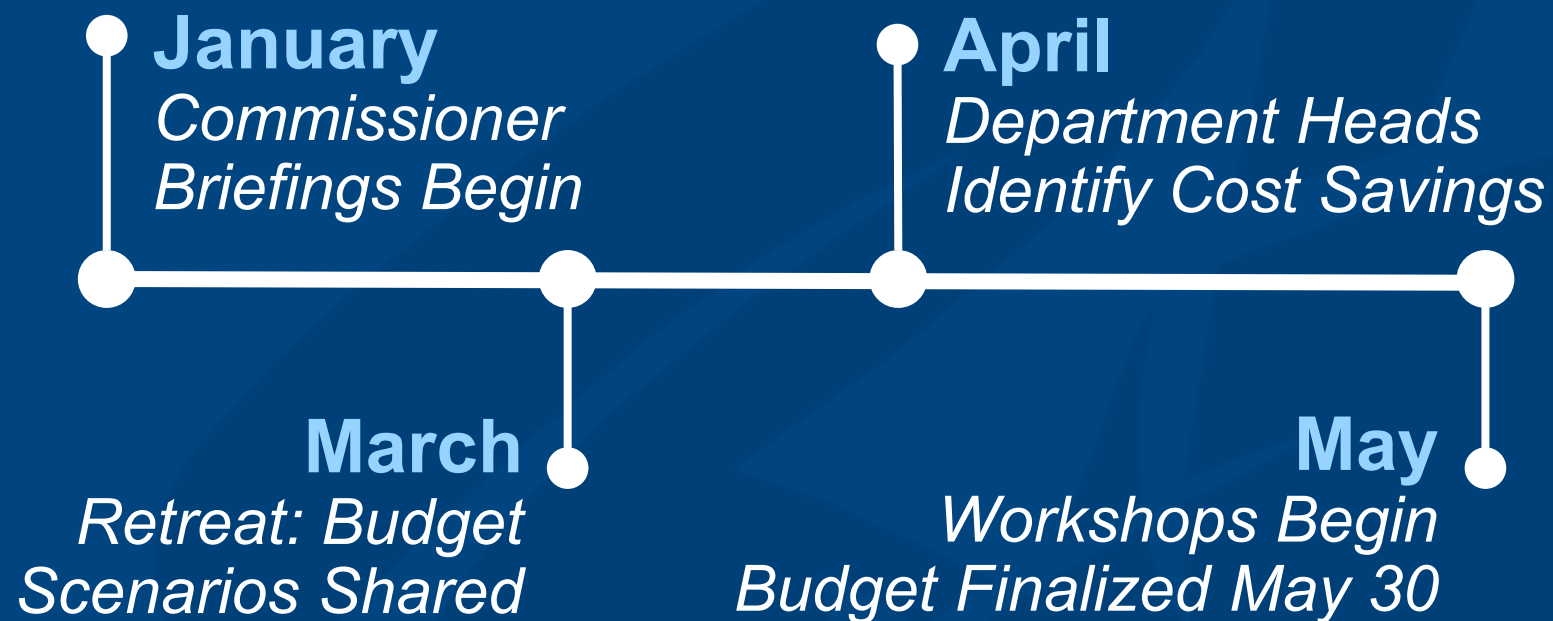 January
Commissioner
Briefings Begin
March
Retreat: Budget
Scenarios Shared
April
Department Heads
Identify Cost Savings
May
Workshops Begin
Budget Finalized May 30